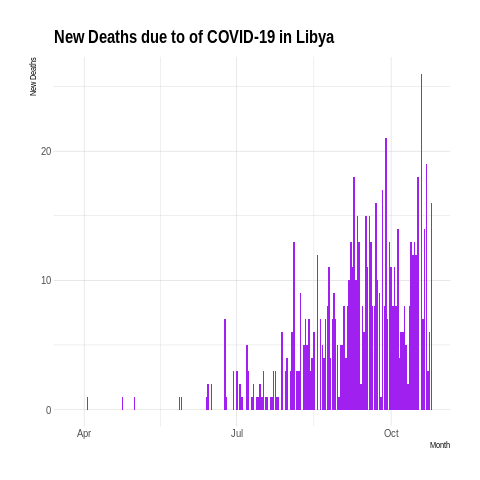 New Deaths due to of COVID-19 in Libya
New Deaths
20
10
0
Apr
Jul
Oct
Month